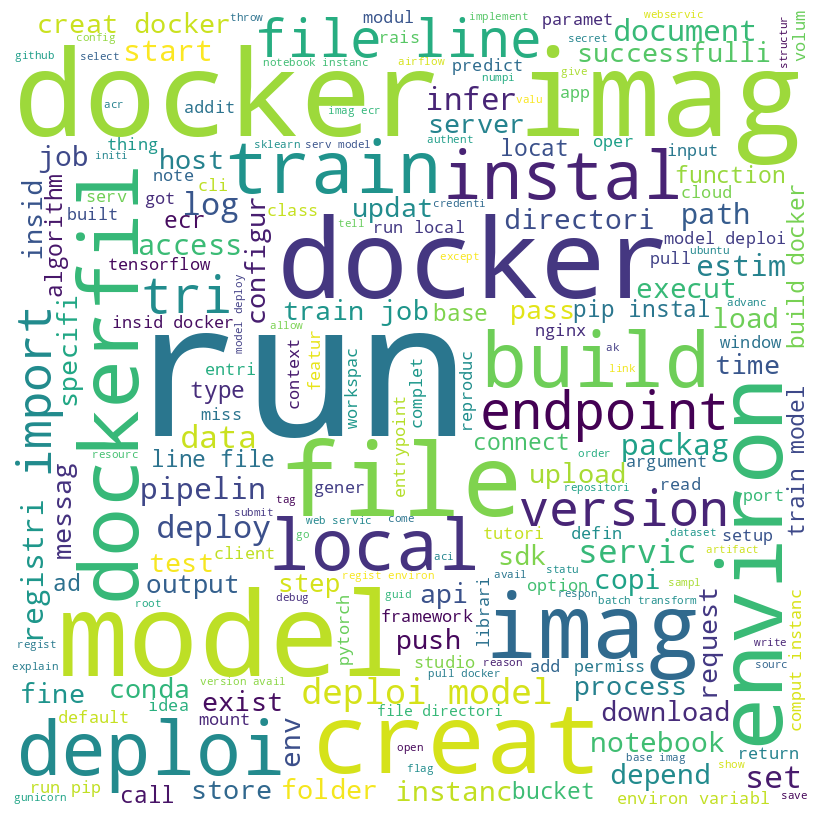 throw
modul
implement
paramet
webservic
creat docker
file line
document
config
start
rais
secret
volum
structur
github
select
notebook instanc
airflow
give
successfulli
docker imag
predict
numpi
app
valu
acr
addit
imag ecr
infer
authent
server
oper
thing
sklearn
serv model
locat
input
job
initi
host
train
instal
function
note
cli
cloud
insid
serv
got
log
updat
class
credenti
directori
path
built
ecr
tell
run local
model deploi
algorithm
access
configur
docker
pull
ubuntu
estim
build docker
tensorflow
except
dockerfil
tri
execut
insid docker
train job
base
pass
pip instal
load
advanc
specifi
import
model deploy
allow
nginx
window
run
build
ak
link
time
entri
context
featur
workspac
complet
reproduc
type
miss
endpoint
environ
data
connect
packag
train model
resourc
line file
file
entrypoint
upload
argument
registri
messag
pipelin
gener
repositori
read
tag
version
report
order
submit
web servic
come
deploy
local
go
tutori
defin
setup
test
client
aci
sdk
servic
dataset
artifact
ad
output
step
regist environ
avail
statu
option
copi
sampl
root
debug
guid
api
librari
respon
batch transform
regist
model
framework
imag
request
write
comput instanc
pytorch
push
explain
studio
reason
add permiss
sourc
version avail
pull docker
process
fine
conda
exist
deploi model
idea
mount
file directori
download
default
env
creat
open
notebook
return
deploi
flag
base imag
show
depend
set
run pip
store
folder
instanc
bucket
environ variabl
gunicorn
call
save